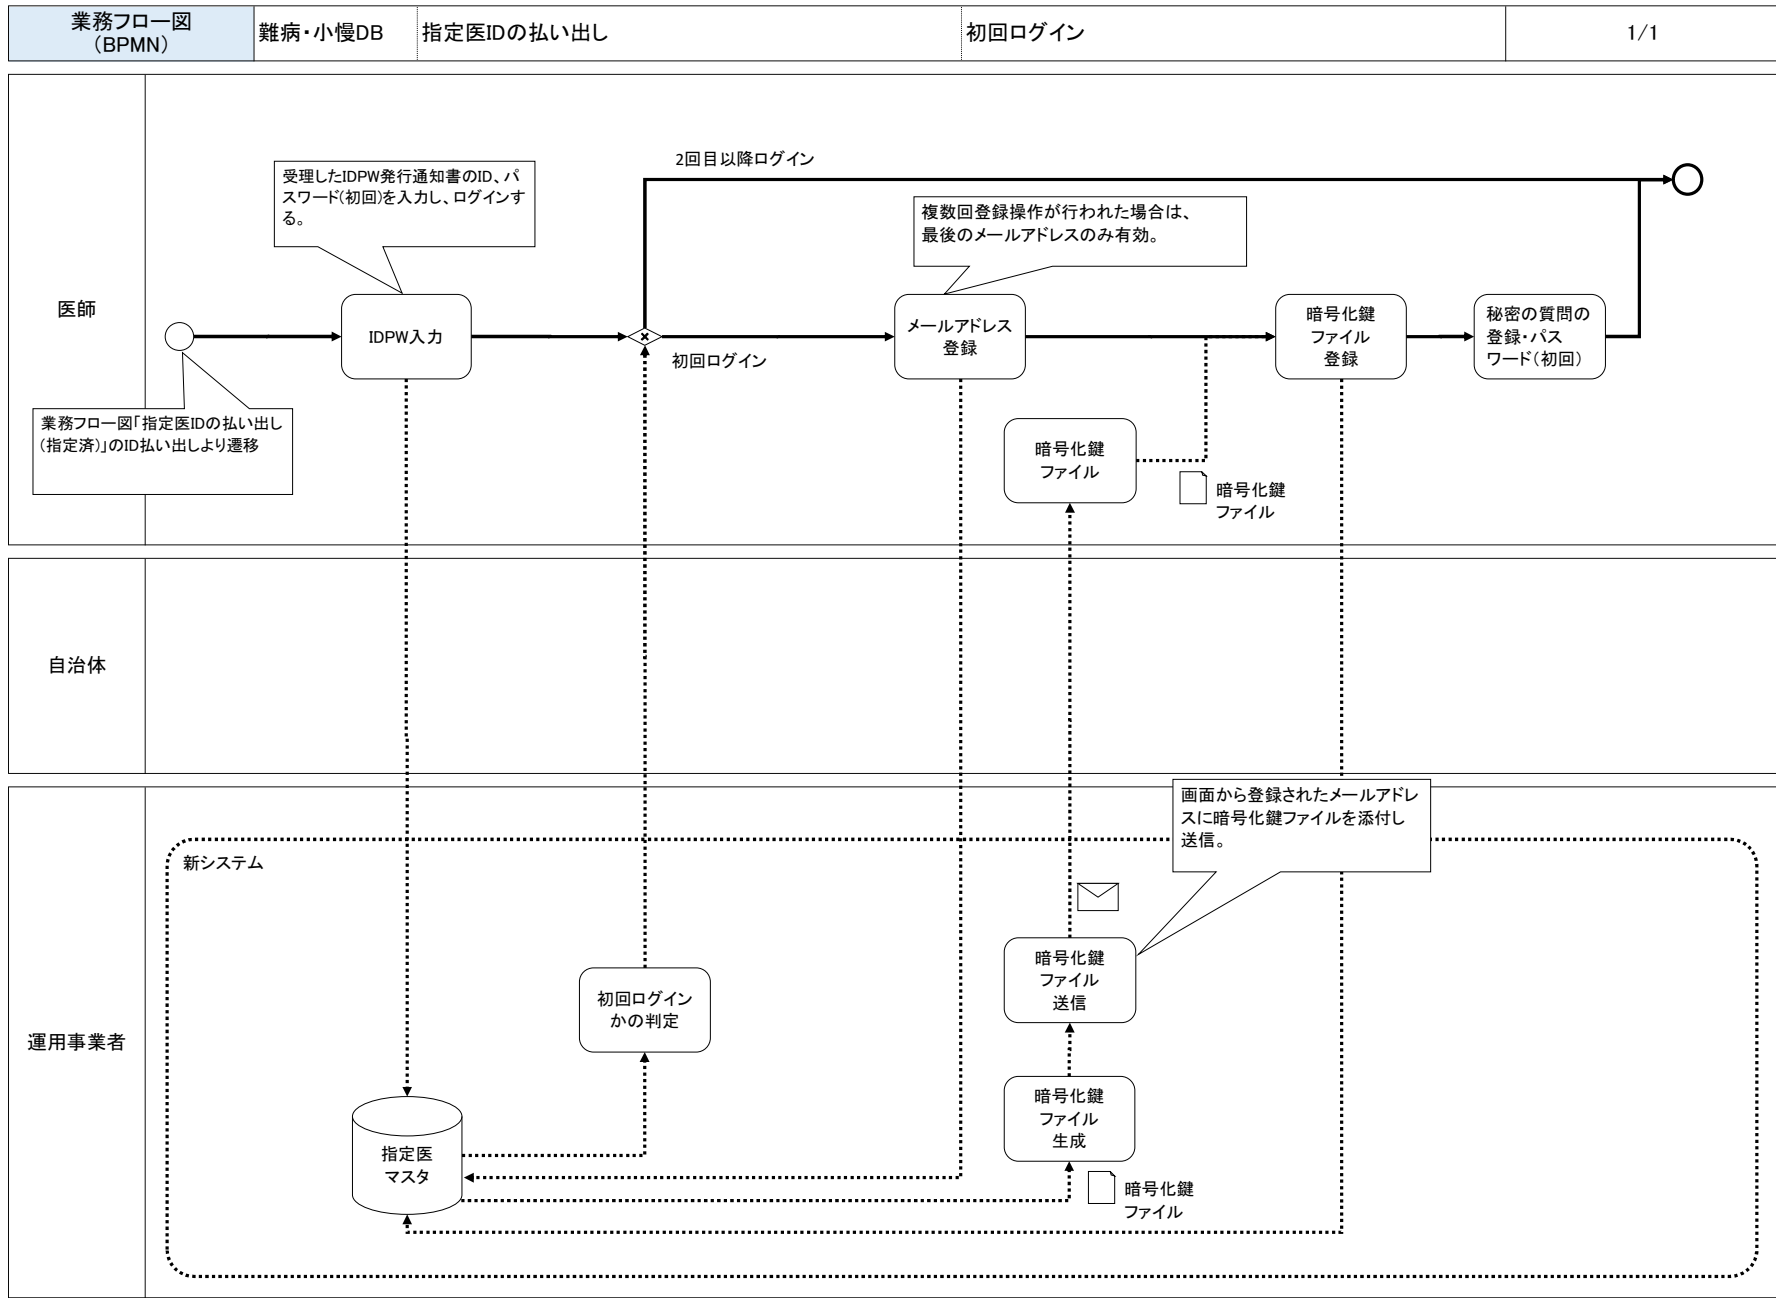 業務フロー図
（BPMN）
難病・小慢DB
指定医IDの払い出し
初回ログイン
1/1
医師
2回目以降ログイン
受理したIDPW発行通知書のID、パ
スワード(初回)を入力し、ログインす
る。
複数回登録操作が行われた場合は、
最後のメールアドレスのみ有効。
IDPW入力
初回ログイン
メールアドレス
登録
暗号化鍵
ファイル
登録
秘密の質問の
登録・パス
ワード（初回）
業務フロー図「指定医IDの払い出し
（指定済）」のID払い出しより遷移
暗号化鍵
ファイル
暗号化鍵
ファイル
自治体
運用事業者
新システム
画面から登録されたメールアドレ
スに暗号化鍵ファイルを添付し
送信。
暗号化鍵
ファイル
送信
初回ログイン
かの判定
暗号化鍵
ファイル
生成
指定医
マスタ
暗号化鍵
ファイル